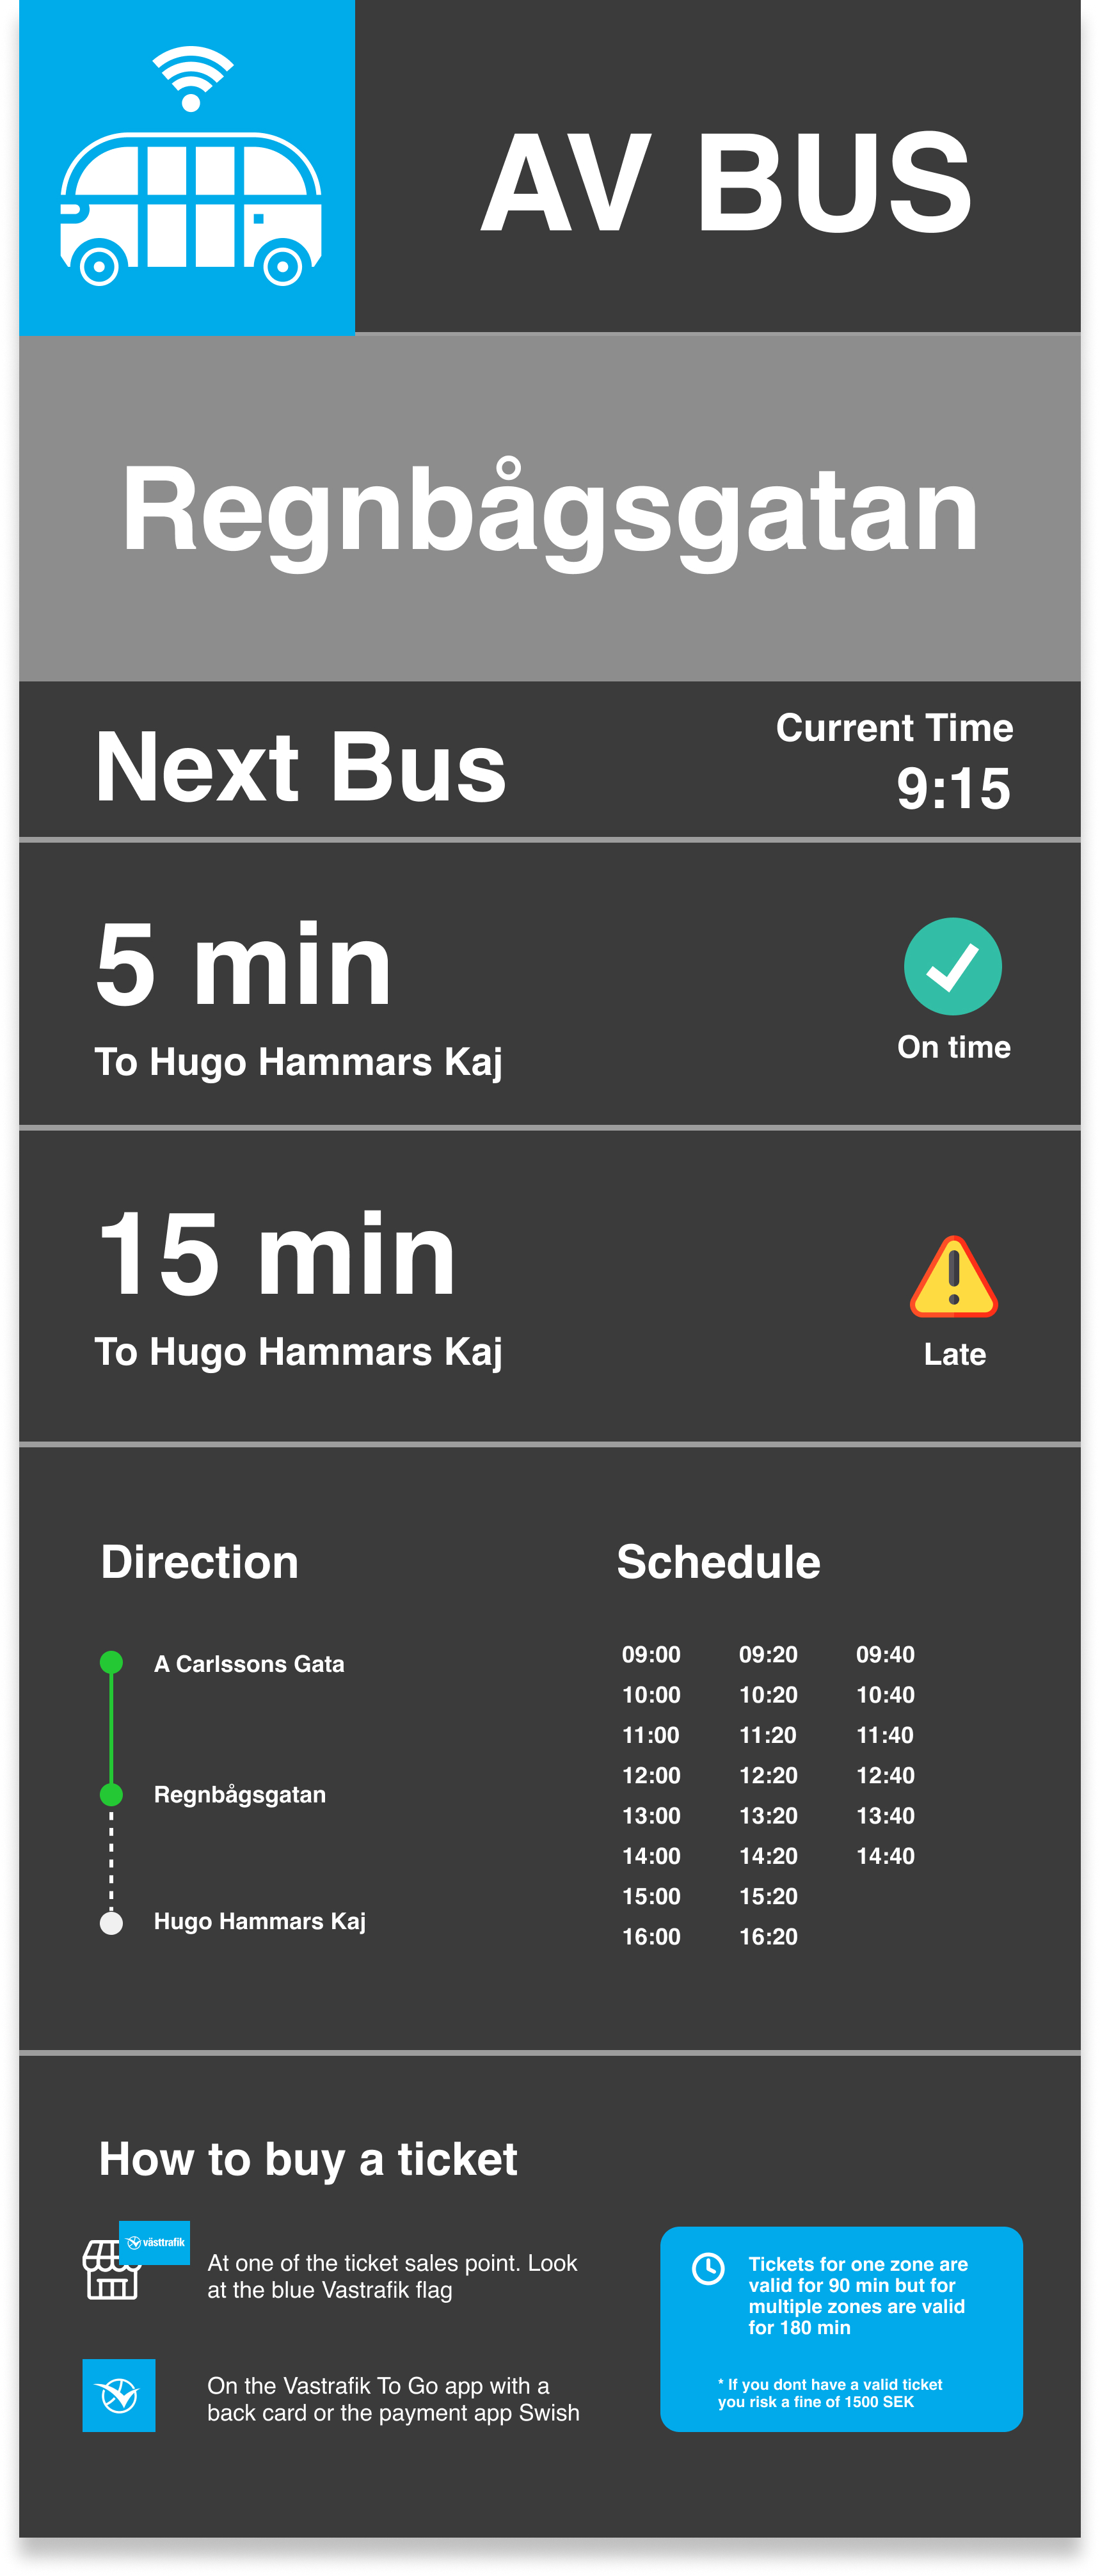 AV BUS
Regnbågsgatan
Next Bus
Current Time
9:15
5 min
To Hugo Hammars Kaj
On time
15 min
To Hugo Hammars Kaj
Late
Direction
A Carlssons Gata
Regnbågsgatan
Hugo Hammars Kaj
Schedule
09:00 09:20 09:40
10:00 10:20 10:40
11:00 11:20 11:40
12:00 12:20 12:40
13:00 13:20 13:40
14:00 14:20 14:40
15:00 15:20
16:00 16:20
How to buy a ticket
västtrafik
At one of the ticket sales point. Look
at the blue Vastrafik flag
On the Vastrafik To Go app with a
back card or the payment app Swish
Tickets for one zone are
valid for 90 min but for
multiple zones are valid
for 180 min
* If you dont have a valid ticket
you risk a fine of 1500 SEK